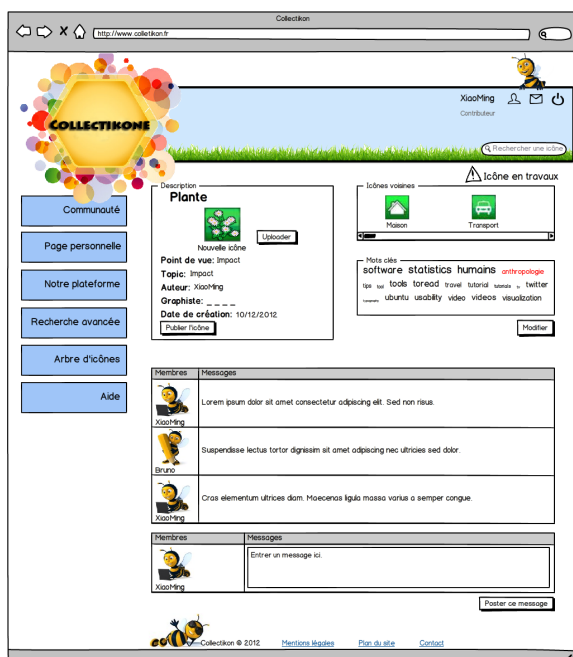 Collectikon
http://www.colletikon.fr
XiaoMing
Contributeur
COLLECTIKONE
Rechercher une icône
Icône en travaux
Communauté
Page personnelle
Notre plateforme
Recherche avancée
Arbre d'icônes
Aide
Description
Plante
Nouvelle icône
Uploader
Point de vue: Impact
Topic: Impact
Auteur: XiaoMing
Graphiste: _ _ _ _
Date de création: 10/12/2012
Publier l'icône
Icônes voisines
Maison
Transport
Mots clés
software statistics humains anthropologie
tips tool tools toread travel tutorial tutorials tv twitter
typography ubuntu usability video videos visualization
Modifier
Membres Messages
XiaoMing
Lorem ipsum dolor sit amet consectetur adipiscing elit. Sed non risus.
Bruno
Suspendisse lectus tortor dignissim sit amet adipiscing nec ultricies sed dolor.
XiaoMing
Cras elementum ultrices diam. Maecenas ligula massa varius a semper congue.
Membres Messages
XiaoMing
Entrer un message ici.
Poster ce message
Collectikon © 2012 Mentions légales Plan du site Contact